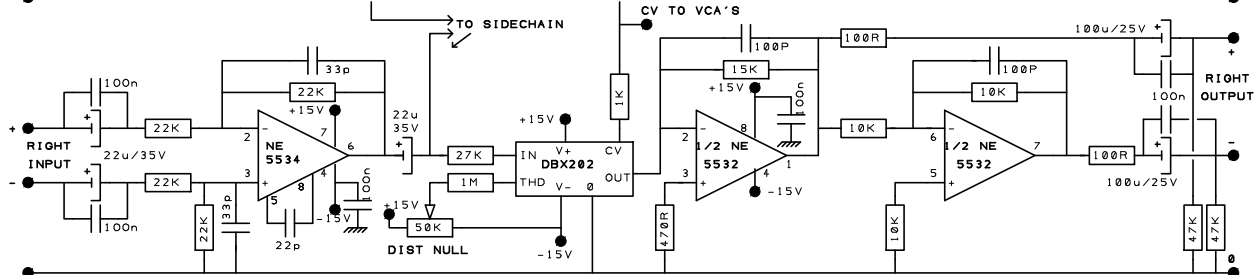 CV TO VCA'S
TO SIDECHAIN
100n
33p
22K
+15V
22u
35V
+
22K
2
-
7
6
NE
5534
+
RIGHT
INPUT
-
22u/35V
+
22K
3
+
8
4
5
100n
22K
33p
22p
-15V
100n
27K
1M
+15V
50K
DIST NULL
+15V
V+
CV
IN
DBX202
OUT
THD
V-
0
-15V
1K
100P
15K
+15V
100n
2
-
8
1/2 NE
5532
1
3
+
4
-15V
470R
100R
10K
100P
10K
6
-
7
1/2 NE
5532
5
+
10K
100R
100u/25V
+
100n
+
RIGHT
OUTPUT
-
+
100u/25V
47K
47K
0